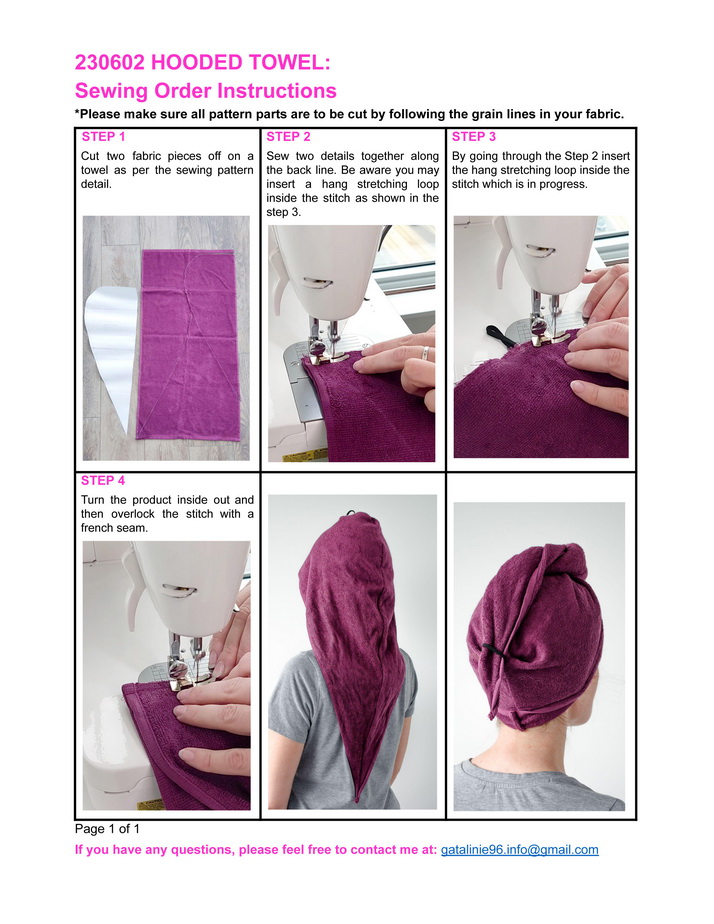 230602 HOODED TOWEL:
Sewing Order Instructions
*Please make sure all pattern parts are to be cut by following the grain lines in your fabric.
STEP 1
Cut two fabric pieces off on a
towel as per the sewing pattern
detail.
STEP 2
Sew two details together along
the back line. Be aware you may
insert a hang stretching loop
inside the stitch as shown in the
step 3.
STEP 3
By going through the Step 2 insert
the hang stretching loop inside the
stitch which is in progress.
STEP 4
Turn the product inside out and
then overlock the stitch with a
french seam.
Page 1 of 1
If you have any questions, please feel free to contact me at: gatalinie96.info@gmail.com